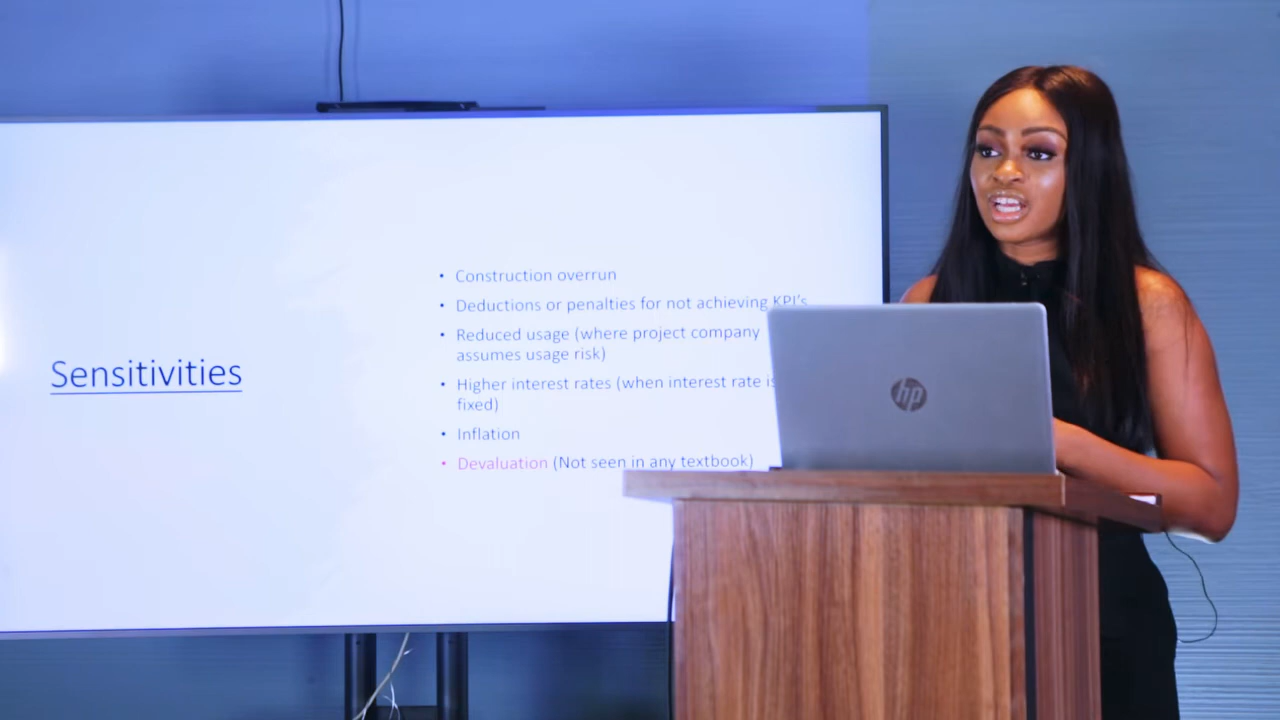 Sensitivities
• Construction overrun
• Deductions or penalties for not achieving KPI's
• Reduced usage (where project company
assumes usage risk)
• Higher interest rates (when interest rate is
fixed)
• Inflation
• Devaluation (Not seen in any textbook)
hp